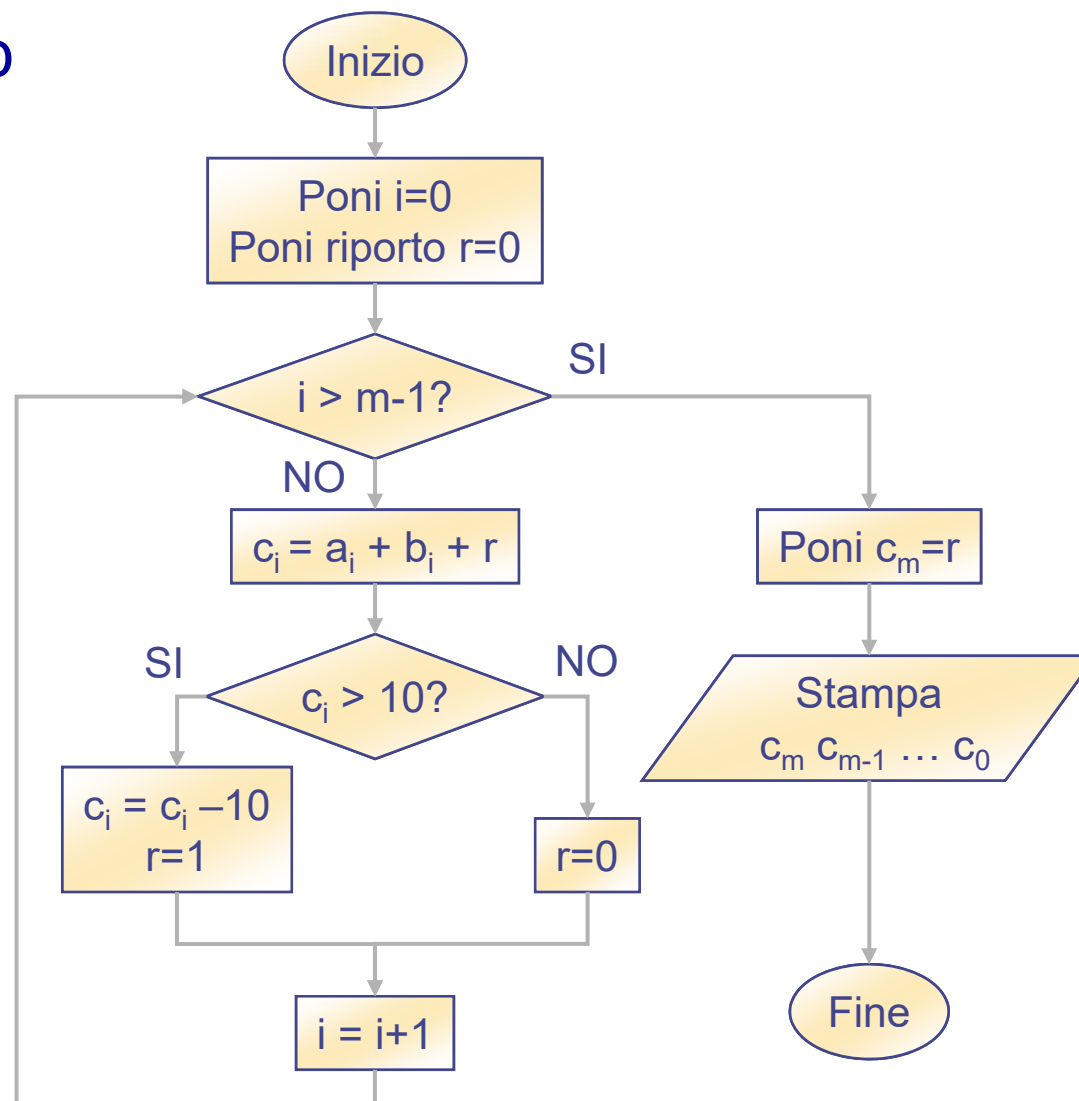 Inizio
Poni i=0
Poni riporto r=0
i > m-1?
SI
NO
cᵢ = aᵢ + bᵢ + r
cᵢ > 10?
SI
NO
cᵢ = cᵢ –10
r=1
r=0
i = i+1
Poni cₘ=r
Stampa
cₘ cₘ₋₁ … c₀
Fine